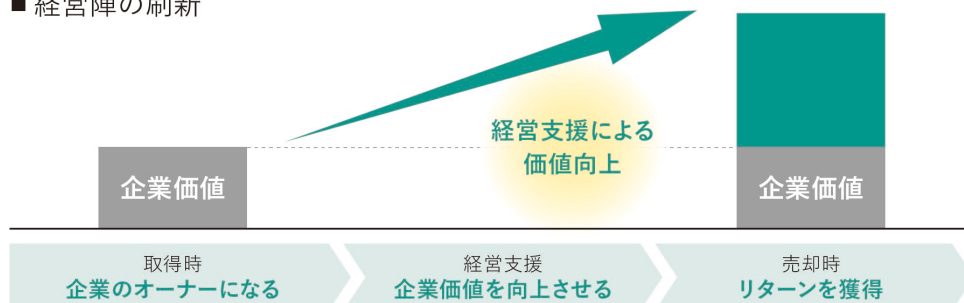 ■ 経営陣の刷新
経営支援による
価値向上
企業価値
企業価値
取得時
企業のオーナーになる
経営支援
企業価値を向上させる
売却時
リターンを獲得